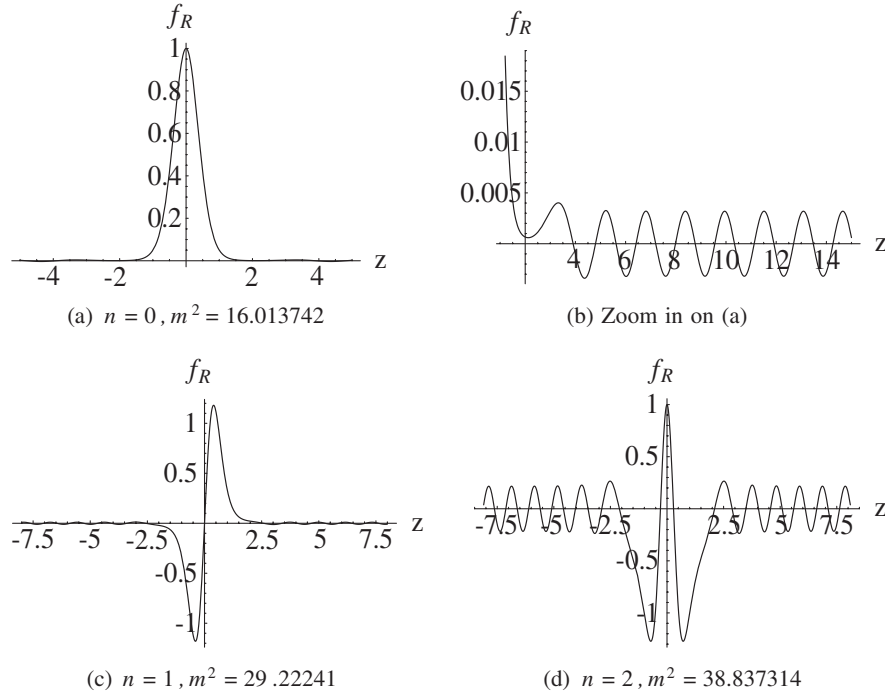 f_R
1
0.8
0.6
0.4
0.2
-4 -2 2 4 z
(a) n = 0 , m² = 16.013742
f_R
0.015
0.01
0.005
4 6 8 10 12 14 z
(b) Zoom in on (a)
f_R
1
0.5
-7.5 -5 -2.5 2.5 5 7.5 z
-0.5
-1
(c) n = 1 , m² = 29 .22241
f_R
1
0.5
-7.5 -5 -2.5 2.5 5 7.5 z
-0.5
-1
(d) n = 2 , m² = 38.837314